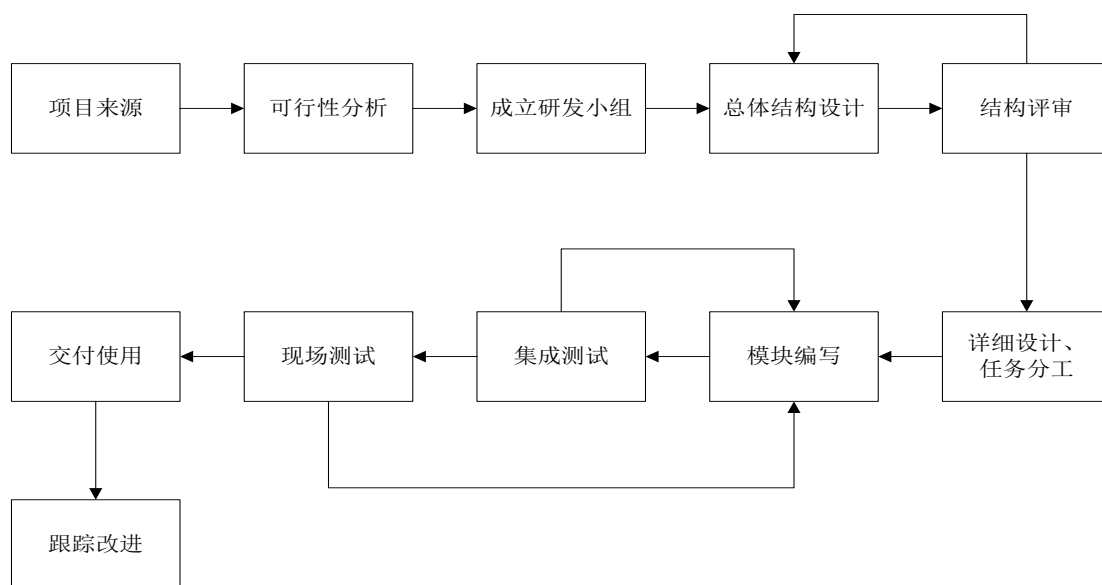 项目来源
可行性分析
成立研发小组
总体结构设计
结构评审
交付使用
现场测试
集成测试
模块编写
详细设计、
任务分工
跟踪改进